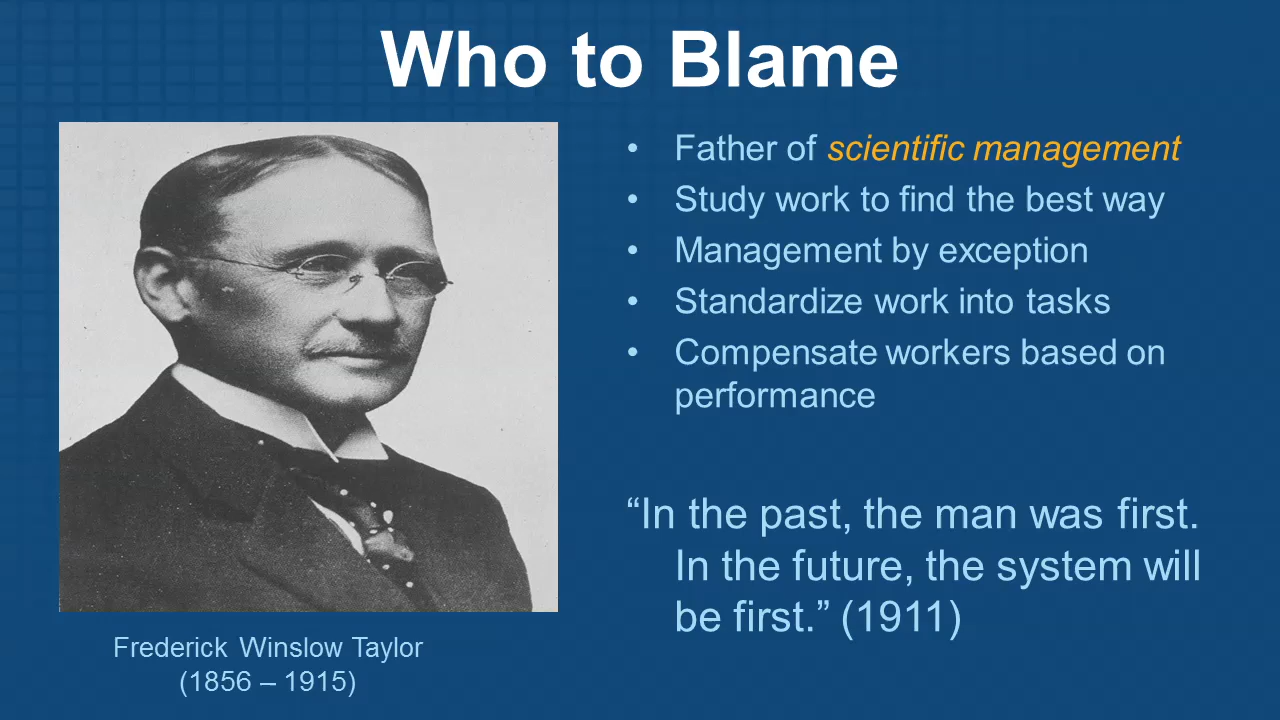 Who to Blame
• Father of scientific management
• Study work to find the best way
• Management by exception
• Standardize work into tasks
• Compensate workers based on
performance
“In the past, the man was first.
In the future, the system will
be first.” (1911)
Frederick Winslow Taylor
(1856 – 1915)